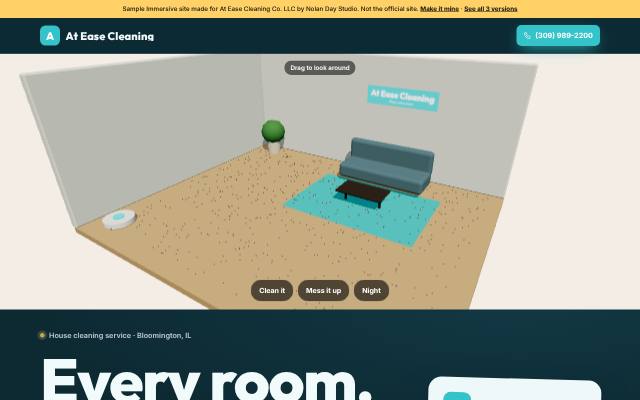 Sample Immersive site made for At Ease Cleaning Co. LLC by Nolan Day Studio. Not the official site. Make it mine · See all 3 versions
A At Ease Cleaning
(309) 989-2200
Drag to look around
At Ease Cleaning
Clean it Mess it up Night
House cleaning service · Bloomington, IL
Every room.